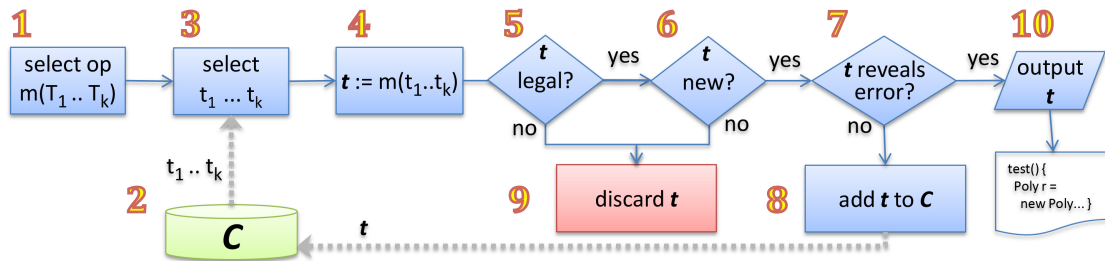 1
select op
m(T₁ .. Tₖ)
3
select
t₁ ... tₖ
4
t := m(t₁..tₖ)
5
t
legal?
yes
no
6
t
new?
yes
no
7
t reveals
error?
yes
no
10
output
t
test() {
Poly r =
new Poly... }
9
discard t
8
add t to C
t₁ .. tₖ
2
C
t